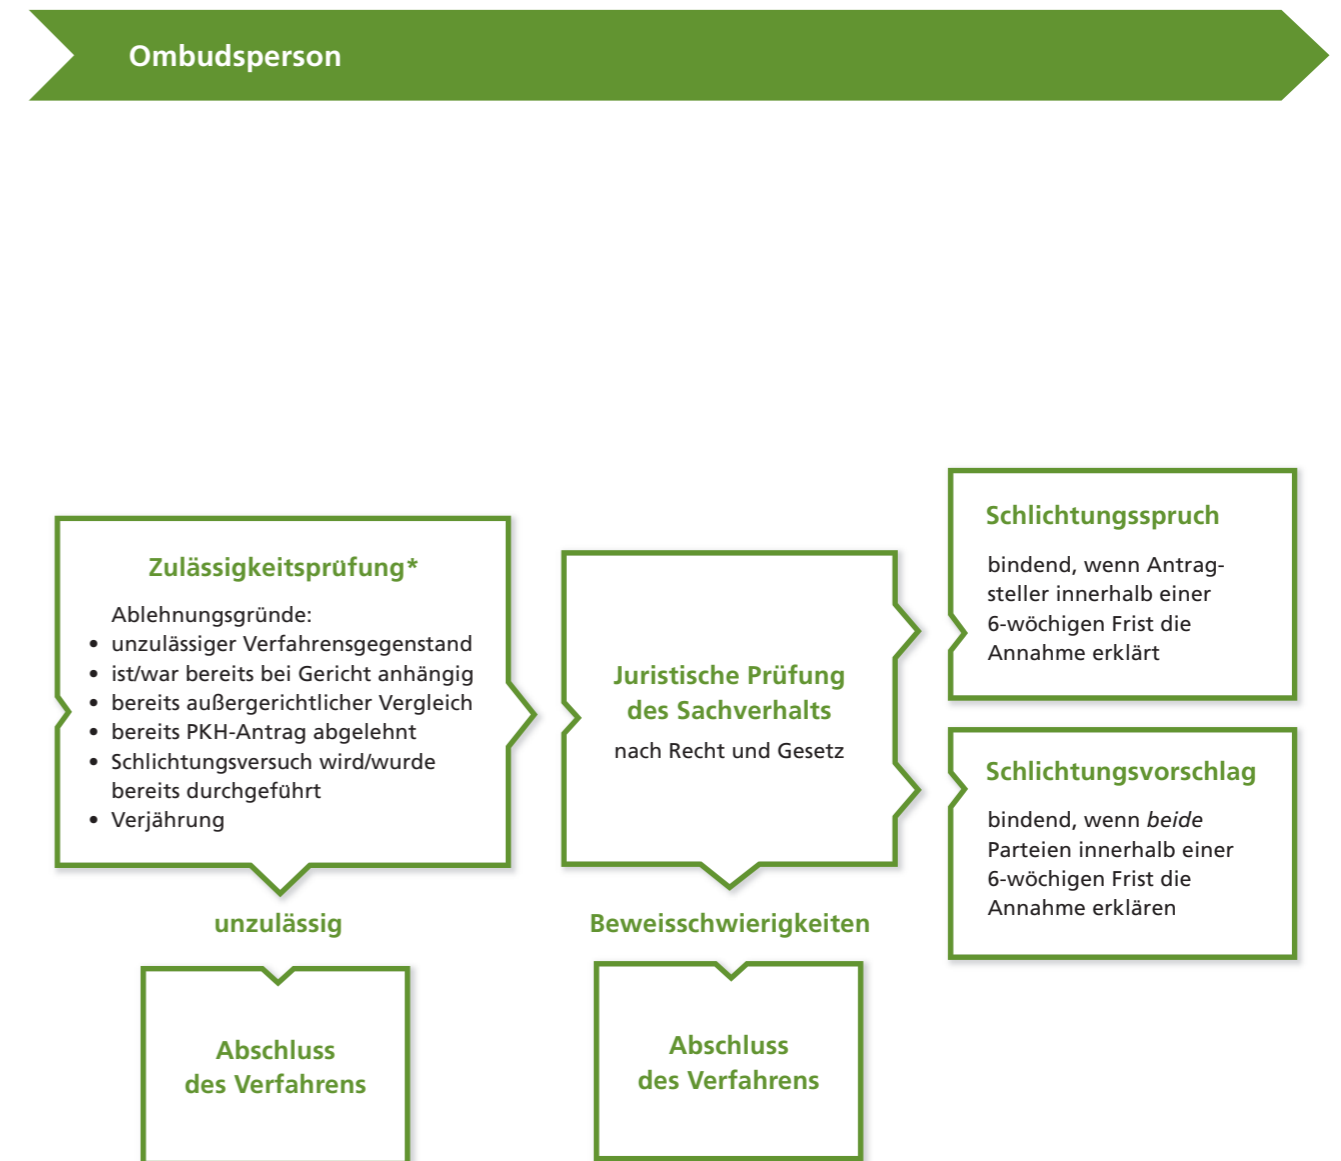 Ombudsperson
Zulässigkeitsprüfung*
Ablehnungsgründe:
• unzulässiger Verfahrensgegenstand
• ist/war bereits bei Gericht anhängig
• bereits außergerichtlicher Vergleich
• bereits PKH-Antrag abgelehnt
• Schlichtungsversuch wird/wurde
bereits durchgeführt
• Verjährung
unzulässig
Abschluss
des Verfahrens
Juristische Prüfung
des Sachverhalts
nach Recht und Gesetz
Beweisschwierigkeiten
Abschluss
des Verfahrens
Schlichtungsspruch
bindend, wenn Antrag-
steller innerhalb einer
6-wöchigen Frist die
Annahme erklärt
Schlichtungsvorschlag
bindend, wenn beide
Parteien innerhalb einer
6-wöchigen Frist die
Annahme erklären